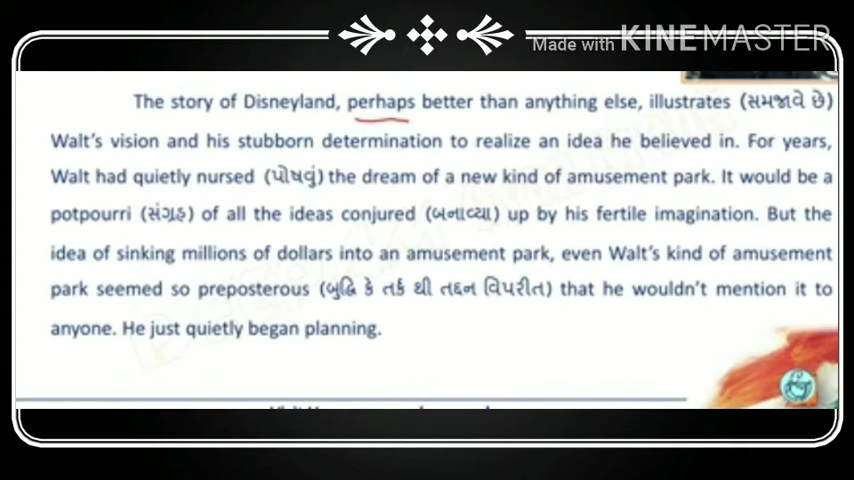 Made with KINEMASTER
The story of Disneyland, perhaps better than anything else, illustrates (સમજાવે છે)
Walt's vision and his stubborn determination to realize an idea he believed in. For years,
Walt had quietly nursed (પોષવું) the dream of a new kind of amusement park. It would be a
potpourri (સંગ્રહ) of all the ideas conjured (બનાવ્યા) up by his fertile imagination. But the
idea of sinking millions of dollars into an amusement park, even Walt's kind of amusement
park seemed so preposterous (બુદ્ધિ કે તર્ક થી તદ્દન વિપરીત) that he wouldn't mention it to
anyone. He just quietly began planning.